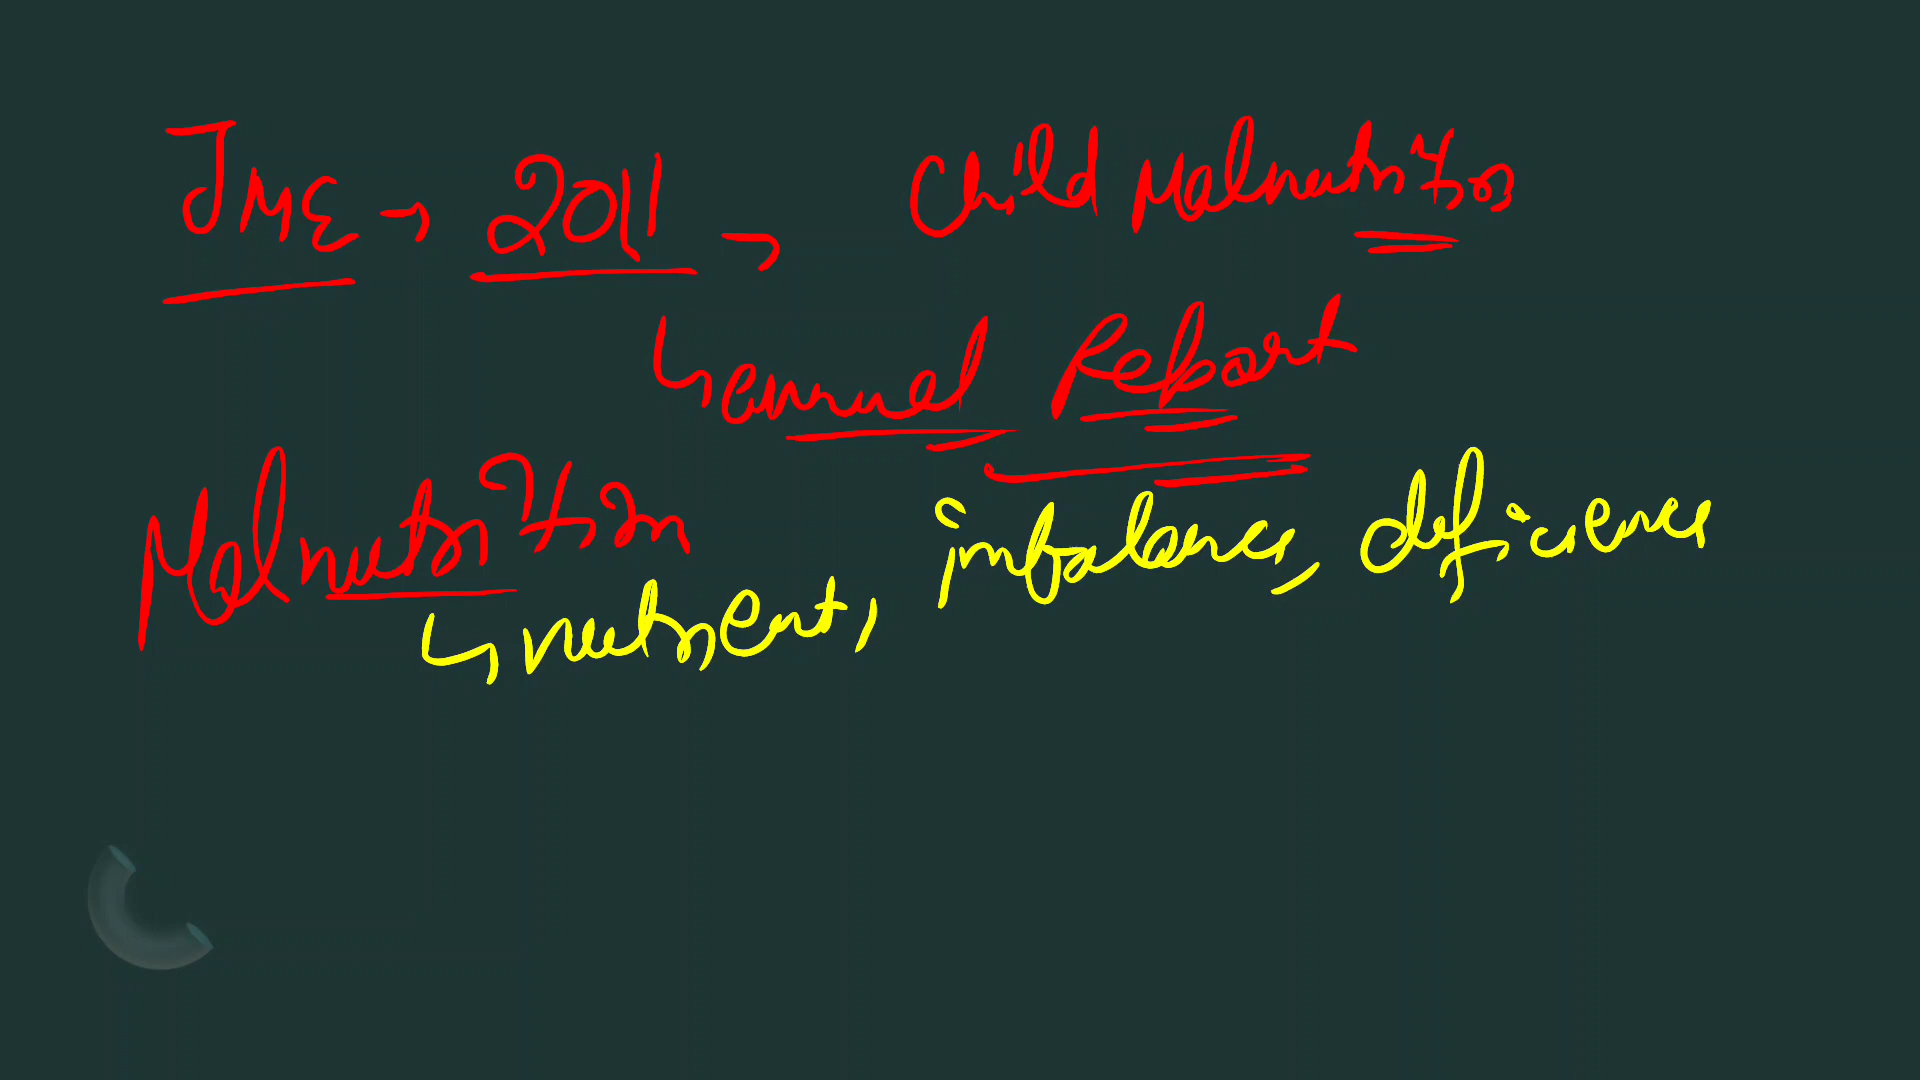 JME → 2011 → Child Malnutrition
↳ annual Report
Malnutrition
↳ nutrient, imbalance, deficience